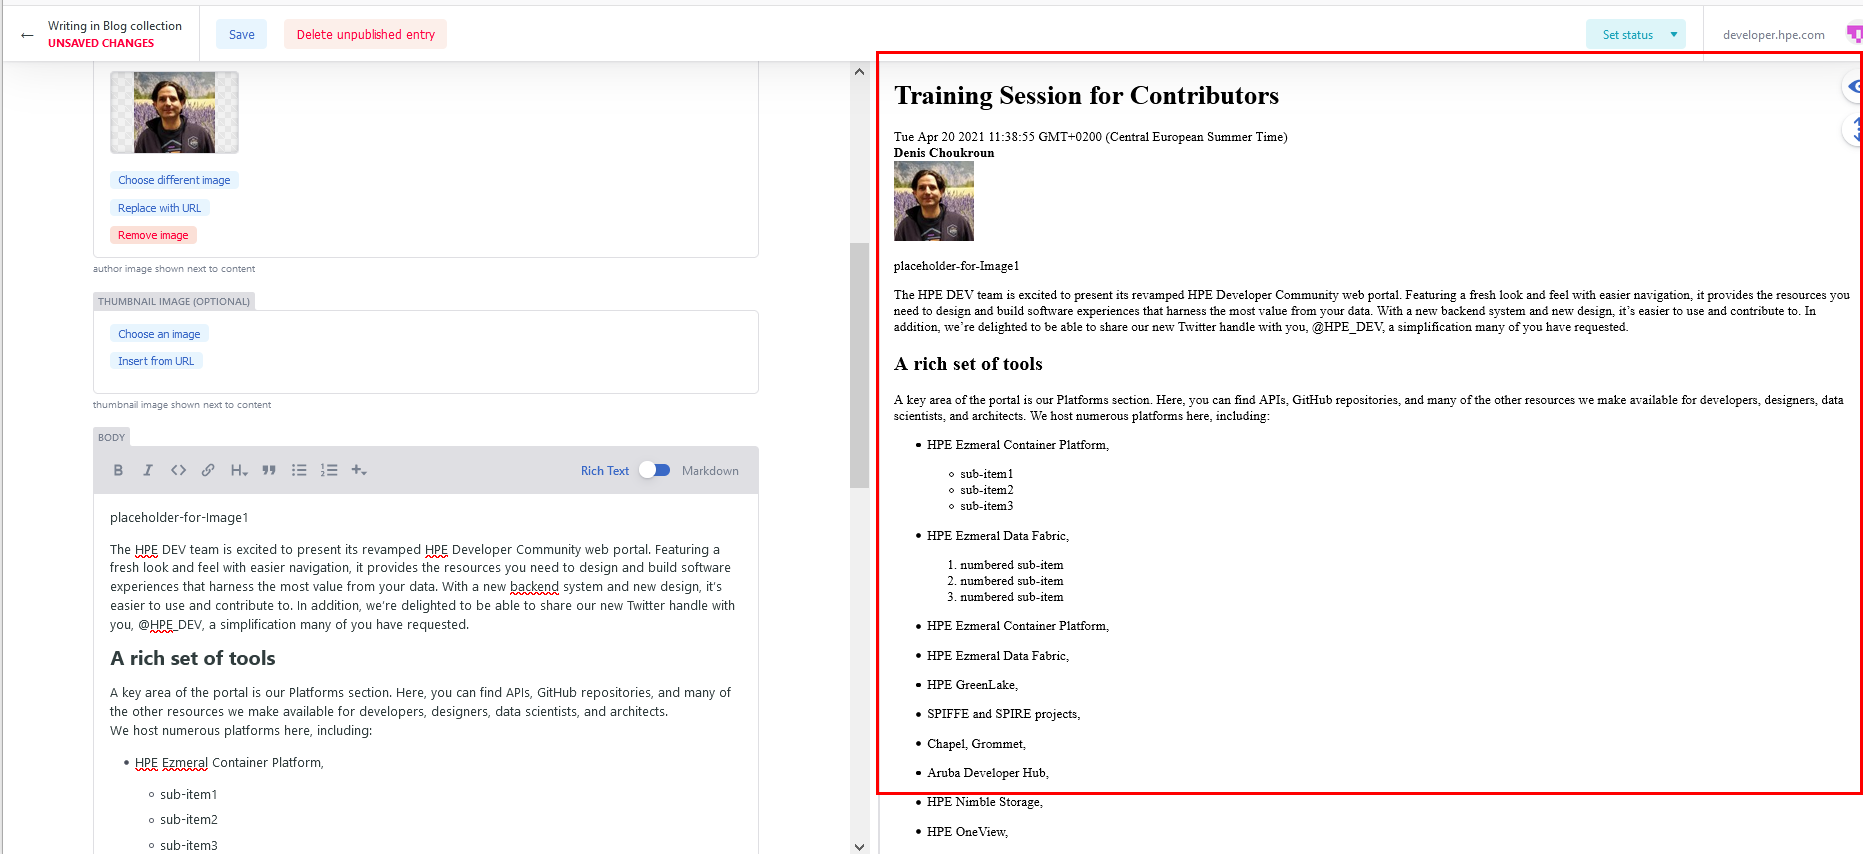 Writing in Blog collection
UNSAVED CHANGES
Save
Delete unpublished entry
Set status
developer.hpe.com
Choose different image
Replace with URL
Remove image
author image shown next to content
THUMBNAIL IMAGE (OPTIONAL)
Choose an image
Insert from URL
thumbnail image shown next to content
BODY
B I <> H
Rich Text
Markdown
placeholder-for-Image1
The HPE DEV team is excited to present its revamped HPE Developer Community web portal. Featuring a
fresh look and feel with easier navigation, it provides the resources you need to design and build software
experiences that harness the most value from your data. With a new backend system and new design, it's
easier to use and contribute to. In addition, we're delighted to be able to share our new Twitter handle with
you, @HPE_DEV, a simplification many of you have requested.
A rich set of tools
A key area of the portal is our Platforms section. Here, you can find APIs, GitHub repositories, and many of
the other resources we make available for developers, designers, data scientists, and architects.
We host numerous platforms here, including:
• HPE Ezmeral Container Platform,
◦ sub-item1
◦ sub-item2
◦ sub-item3
Training Session for Contributors
Tue Apr 20 2021 11:38:55 GMT+0200 (Central European Summer Time)
Denis Choukroun
placeholder-for-Image1
The HPE DEV team is excited to present its revamped HPE Developer Community web portal. Featuring a fresh look and feel with easier navigation, it provides the resources you
need to design and build software experiences that harness the most value from your data. With a new backend system and new design, it’s easier to use and contribute to. In
addition, we’re delighted to be able to share our new Twitter handle with you, @HPE_DEV, a simplification many of you have requested.
A rich set of tools
A key area of the portal is our Platforms section. Here, you can find APIs, GitHub repositories, and many of the other resources we make available for developers, designers, data
scientists, and architects. We host numerous platforms here, including:
• HPE Ezmeral Container Platform,
◦ sub-item1
◦ sub-item2
◦ sub-item3
• HPE Ezmeral Data Fabric,
1. numbered sub-item
2. numbered sub-item
3. numbered sub-item
• HPE Ezmeral Container Platform,
• HPE Ezmeral Data Fabric,
• HPE GreenLake,
• SPIFFE and SPIRE projects,
• Chapel, Grommet,
• Aruba Developer Hub,
• HPE Nimble Storage,
• HPE OneView,